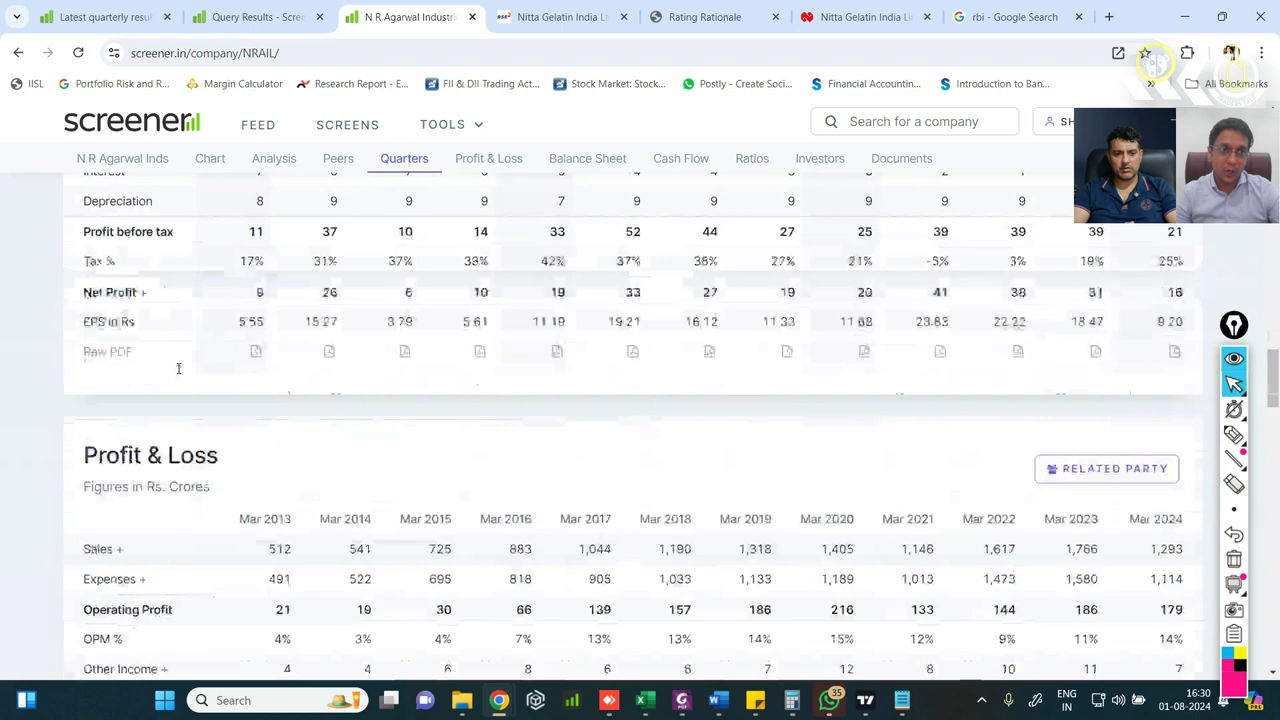 Latest quarterly resul
Query Results - Scree
N R Agarwal Industri
Nitta Gelatin India Lt
Rating Rationale
Nitta Gelatin India Li
rbi - Google Search
screener.in/company/NRAIL/
IISL
Portfolio Risk and R...
Margin Calculator
Research Report - E...
FII & DII Trading Act...
Stock Market: Stock...
Postly - Create Soci...
Financial Accountin...
Introduction to Ban...
All Bookmarks
screener
FEED SCREENS TOOLS
Search for a company
N R Agarwal Inds Chart Analysis Peers Quarters Profit & Loss Balance Sheet Cash Flow Ratios Investors Documents
Interest
Depreciation 8 9 9 9 7 9 9 9 9 9 9
Profit before tax 11 37 10 14 33 52 44 27 25 39 39 39 21
Tax % 17% 31% 37% 33% 42% 37% 38% 27% 21% -5% 3% 19% 25%
Net Profit + 26 6 10 19 33 27 19 20 41 38 31 16
EPS in Rs 5.55 15.27 3.79 5.61 11.19 19.21 16.12 11.33 18.47 9.20
Raw PDF
Profit & Loss
Figures in Rs. Crores
RELATED PARTY
Mar 2013 Mar 2014 Mar 2015 Mar 2016 Mar 2017 Mar 2018 Mar 2019 Mar 2020 Mar 2021 Mar 2022 Mar 2023 Mar 2024
Sales + 512 541 725 883 1,044 1,190 1,318 1,405 1,146 1,617 1,766 1,293
Expenses + 491 522 695 818 905 1,033 1,133 1,189 1,013 1,473 1,580 1,114
Operating Profit 21 19 30 66 139 157 186 216 133 144 186 179
OPM % 4% 3% 4% 7% 13% 13% 14% 15% 12% 9% 11% 14%
Other Income + 4 4 6 8 6 8 7 12 8 10 11 7
Search
35
ENG
IN
16:30
01-08-2024